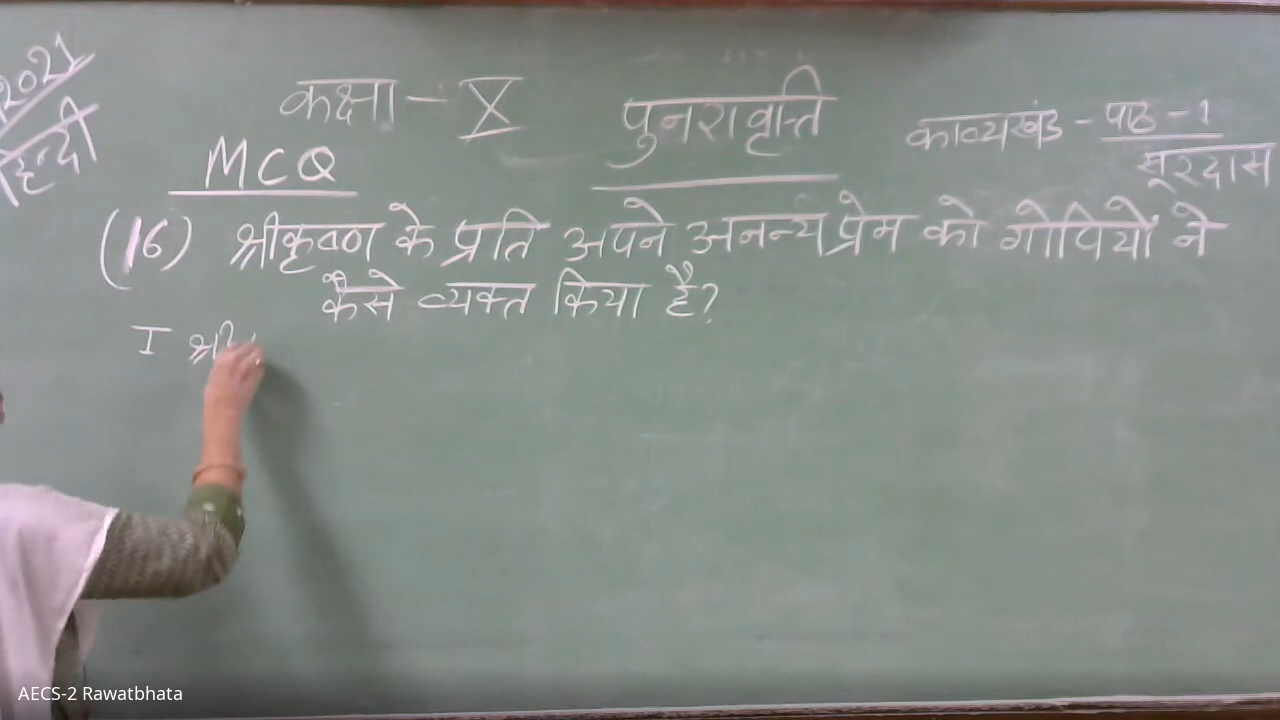 2021
हिन्दी
कक्षा - X
पुनरावृत्ति
काव्यखंड - पाठ - 1
सूरदास
MCQ
(16) श्रीकृष्ण के प्रति अपने अनन्य प्रेम को गोपियों ने
कैसे व्यक्त किया है?
I
AECS-2 Rawatbhata